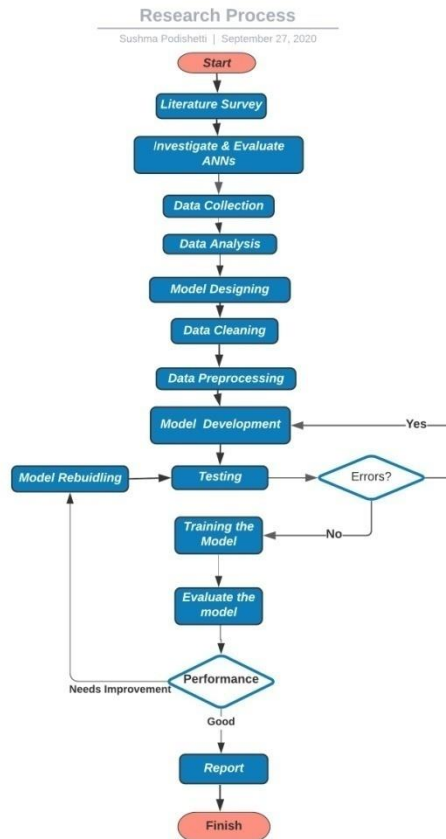 Research Process
Sushma Podishetti | September 27, 2020
Start
Literature Survey
Investigate & Evaluate
ANNs
Data Collection
Data Analysis
Model Designing
Data Cleaning
Data Preprocessing
Model Development
Yes
Model Rebuidling
Testing
Errors?
Training the
Model
No
Evaluate the
model
Performance
Needs Improvement
Good
Report
Finish